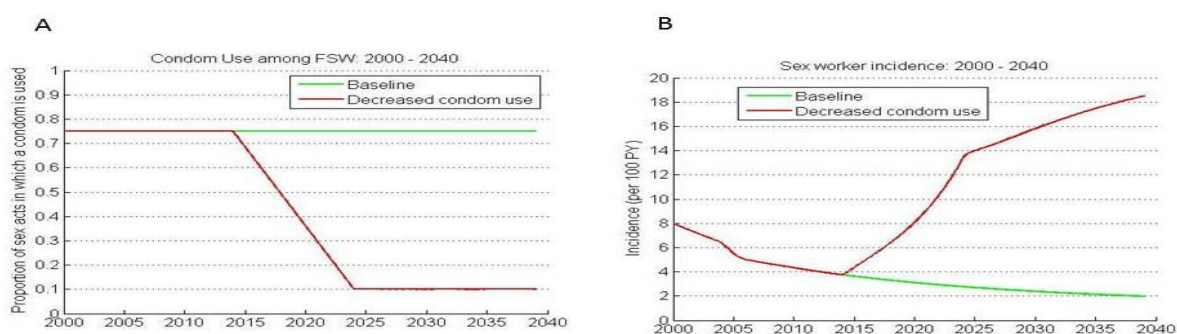 A
Condom Use among FSW: 2000 - 2040
Proportion of sex acts in which a condom is used
1
0.9
0.8
0.7
0.6
0.5
0.4
0.3
0.2
0.1
0
2000 2005 2010 2015 2020 2025 2030 2035 2040
Baseline
Decreased condom use
B
Sex worker incidence: 2000 - 2040
Incidence (per 100 PY)
20
18
16
14
12
10
8
6
4
2
2000 2005 2010 2015 2020 2025 2030 2035 2040
Baseline
Decreased condom use